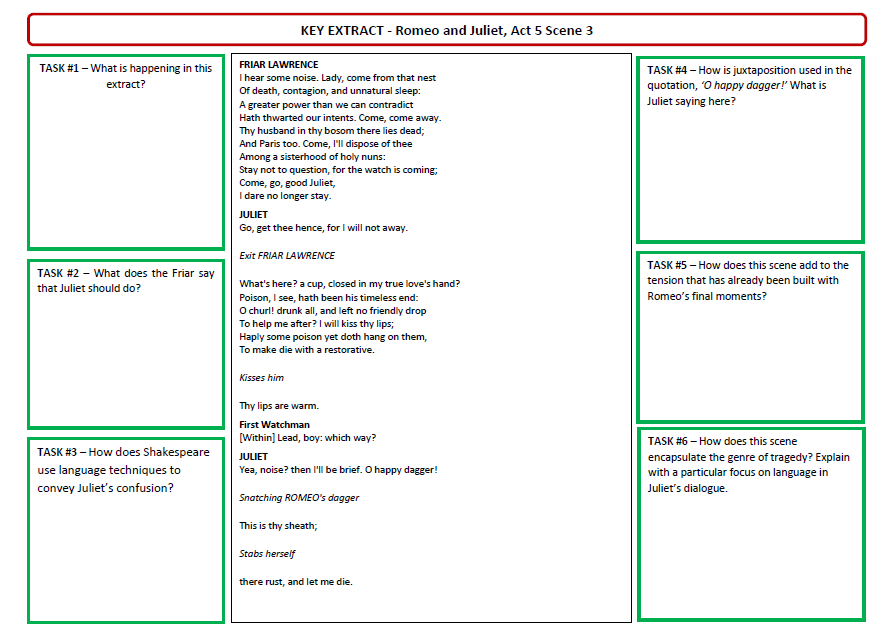 KEY EXTRACT - Romeo and Juliet, Act 5 Scene 3
TASK #1 – What is happening in this
extract?
TASK #2 – What does the Friar say
that Juliet should do?
TASK #3 – How does Shakespeare
use language techniques to
convey Juliet's confusion?
FRIAR LAWRENCE
I hear some noise. Lady, come from that nest
Of death, contagion, and unnatural sleep:
A greater power than we can contradict
Hath thwarted our intents. Come, come away.
Thy husband in thy bosom there lies dead;
And Paris too. Come, I'll dispose of thee
Among a sisterhood of holy nuns:
Stay not to question, for the watch is coming;
Come, go, good Juliet,
I dare no longer stay.
JULIET
Go, get thee hence, for I will not away.
Exit FRIAR LAWRENCE
What's here? a cup, closed in my true love's hand?
Poison, I see, hath been his timeless end:
O churl! drunk all, and left no friendly drop
To help me after? I will kiss thy lips;
Haply some poison yet doth hang on them,
To make die with a restorative.
Kisses him
Thy lips are warm.
First Watchman
[Within] Lead, boy: which way?
JULIET
Yea, noise? then I'll be brief. O happy dagger!
Snatching ROMEO's dagger
This is thy sheath;
Stabs herself
there rust, and let me die.
TASK #4 – How is juxtaposition used in the
quotation, 'O happy dagger!' What is
Juliet saying here?
TASK #5 – How does this scene add to the
tension that has already been built with
Romeo's final moments?
TASK #6 – How does this scene
encapsulate the genre of tragedy? Explain
with a particular focus on language in
Juliet's dialogue.